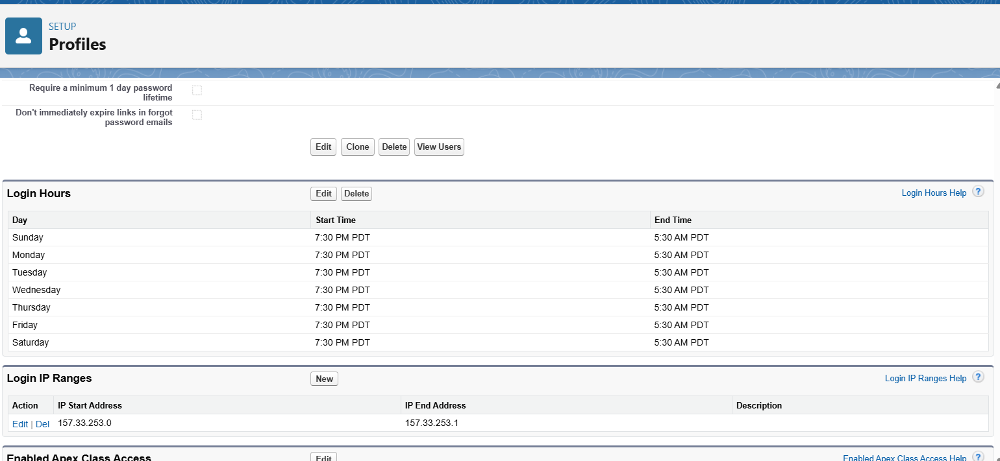 SETUP
Profiles
Require a minimum 1 day password
lifetime
Don't immediately expire links in forgot
password emails
Edit Clone Delete View Users
Login Hours Edit Delete Login Hours Help ?
Day Start Time End Time
Sunday 7:30 PM PDT 5:30 AM PDT
Monday 7:30 PM PDT 5:30 AM PDT
Tuesday 7:30 PM PDT 5:30 AM PDT
Wednesday 7:30 PM PDT 5:30 AM PDT
Thursday 7:30 PM PDT 5:30 AM PDT
Friday 7:30 PM PDT 5:30 AM PDT
Saturday 7:30 PM PDT 5:30 AM PDT
Login IP Ranges New Login IP Ranges Help ?
Action IP Start Address IP End Address Description
Edit | Del 157.33.253.0 157.33.253.1
Enabled Apex Class Access Edit Enabled Apex Class Access Help ?